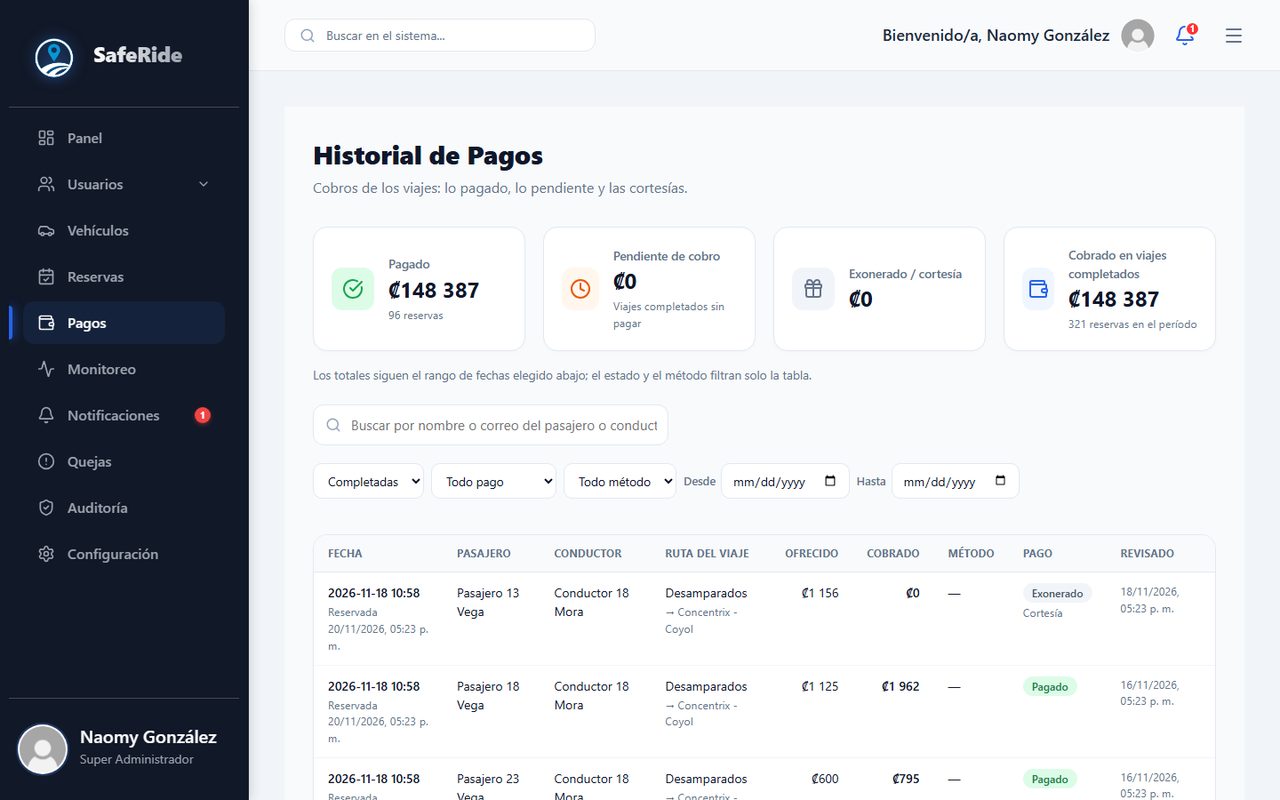 SafeRide
Buscar en el sistema...
Bienvenido/a, Naomy González
1
Panel
Usuarios
Vehículos
Reservas
Pagos
Monitoreo
Notificaciones
1
Quejas
Auditoría
Configuración
Naomy González
Super Administrador
Historial de Pagos
Cobros de los viajes: lo pagado, lo pendiente y las cortesías.
Pagado
₡148 387
96 reservas
Pendiente de cobro
₡0
Viajes completados sin
pagar
Exonerado / cortesía
₡0
Cobrado en viajes
completados
₡148 387
321 reservas en el período
Los totales siguen el rango de fechas elegido abajo; el estado y el método filtran solo la tabla.
Buscar por nombre o correo del pasajero o conduct
Completadas Todo pago Todo método Desde mm/dd/yyyy Hasta mm/dd/yyyy
FECHA PASAJERO CONDUCTOR RUTA DEL VIAJE OFRECIDO COBRADO MÉTODO PAGO REVISADO
2026-11-18 10:58
Reservada
20/11/2026, 05:23 p.
m.
Pasajero 13
Vega
Conductor 18
Mora
Desamparados
→ Concentrix -
Coyol
₡1 156
₡0
—
Exonerado
Cortesía
18/11/2026,
05:23 p. m.
2026-11-18 10:58
Reservada
20/11/2026, 05:23 p.
m.
Pasajero 18
Vega
Conductor 18
Mora
Desamparados
→ Concentrix -
Coyol
₡1 125
₡1 962
—
Pagado
16/11/2026,
05:23 p. m.
2026-11-18 10:58
Reservada
Pasajero 23
Vega
Conductor 18
Mora
Desamparados
→ Concentrix -
₡600
₡795
—
Pagado
16/11/2026,
05:23 p. m.